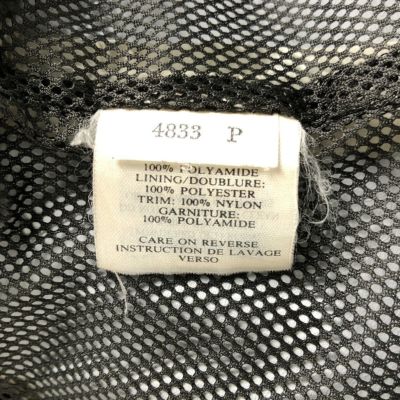 4833 P
100% POLYAMIDE
LINING/DOUBLURE:
100% POLYESTER
TRIM: 100% NYLON
GARNITURE:
100% POLYAMIDE
CARE ON REVERSE
INSTRUCTION DE LAVAGE
VERSO